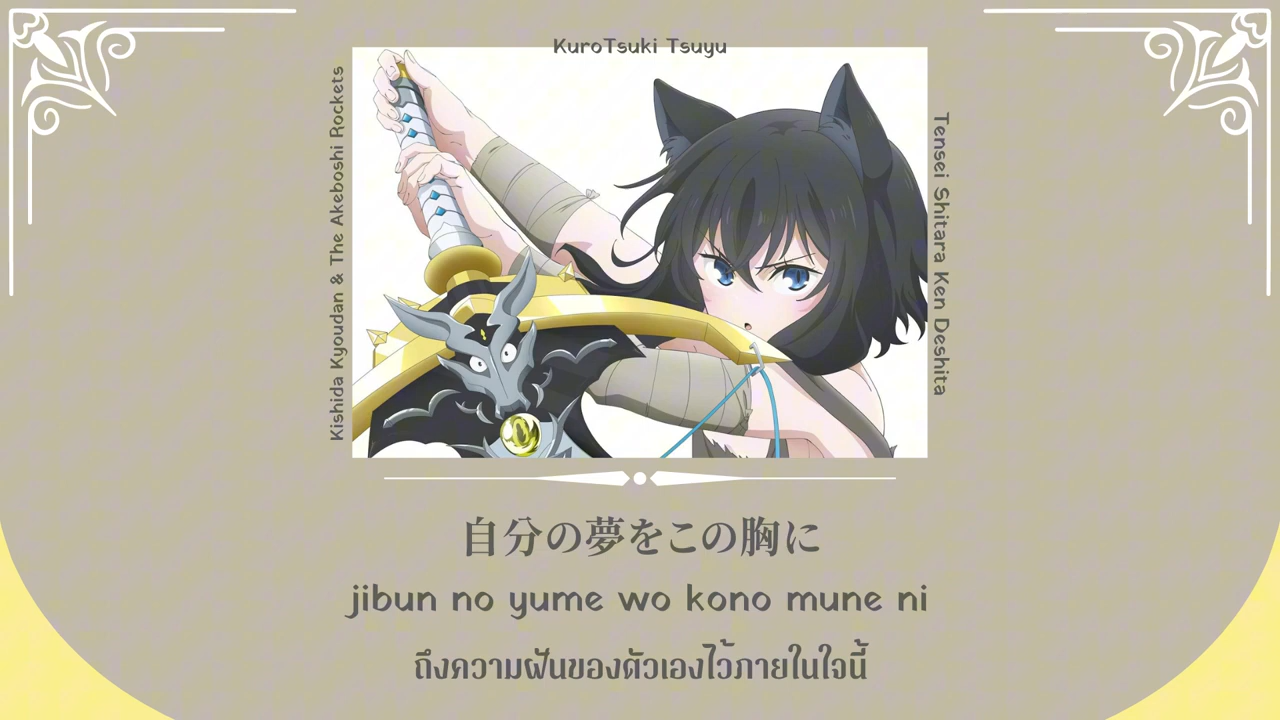 KuroTsuki Tsuyu
Kishida Kyoudan & The Akeboshi Rockets
Tensei Shitara Ken Deshita
自分の夢をこの胸に
jibun no yume wo kono mune ni
ถึงความฝันของตัวเองไว้ภายในใจนี้